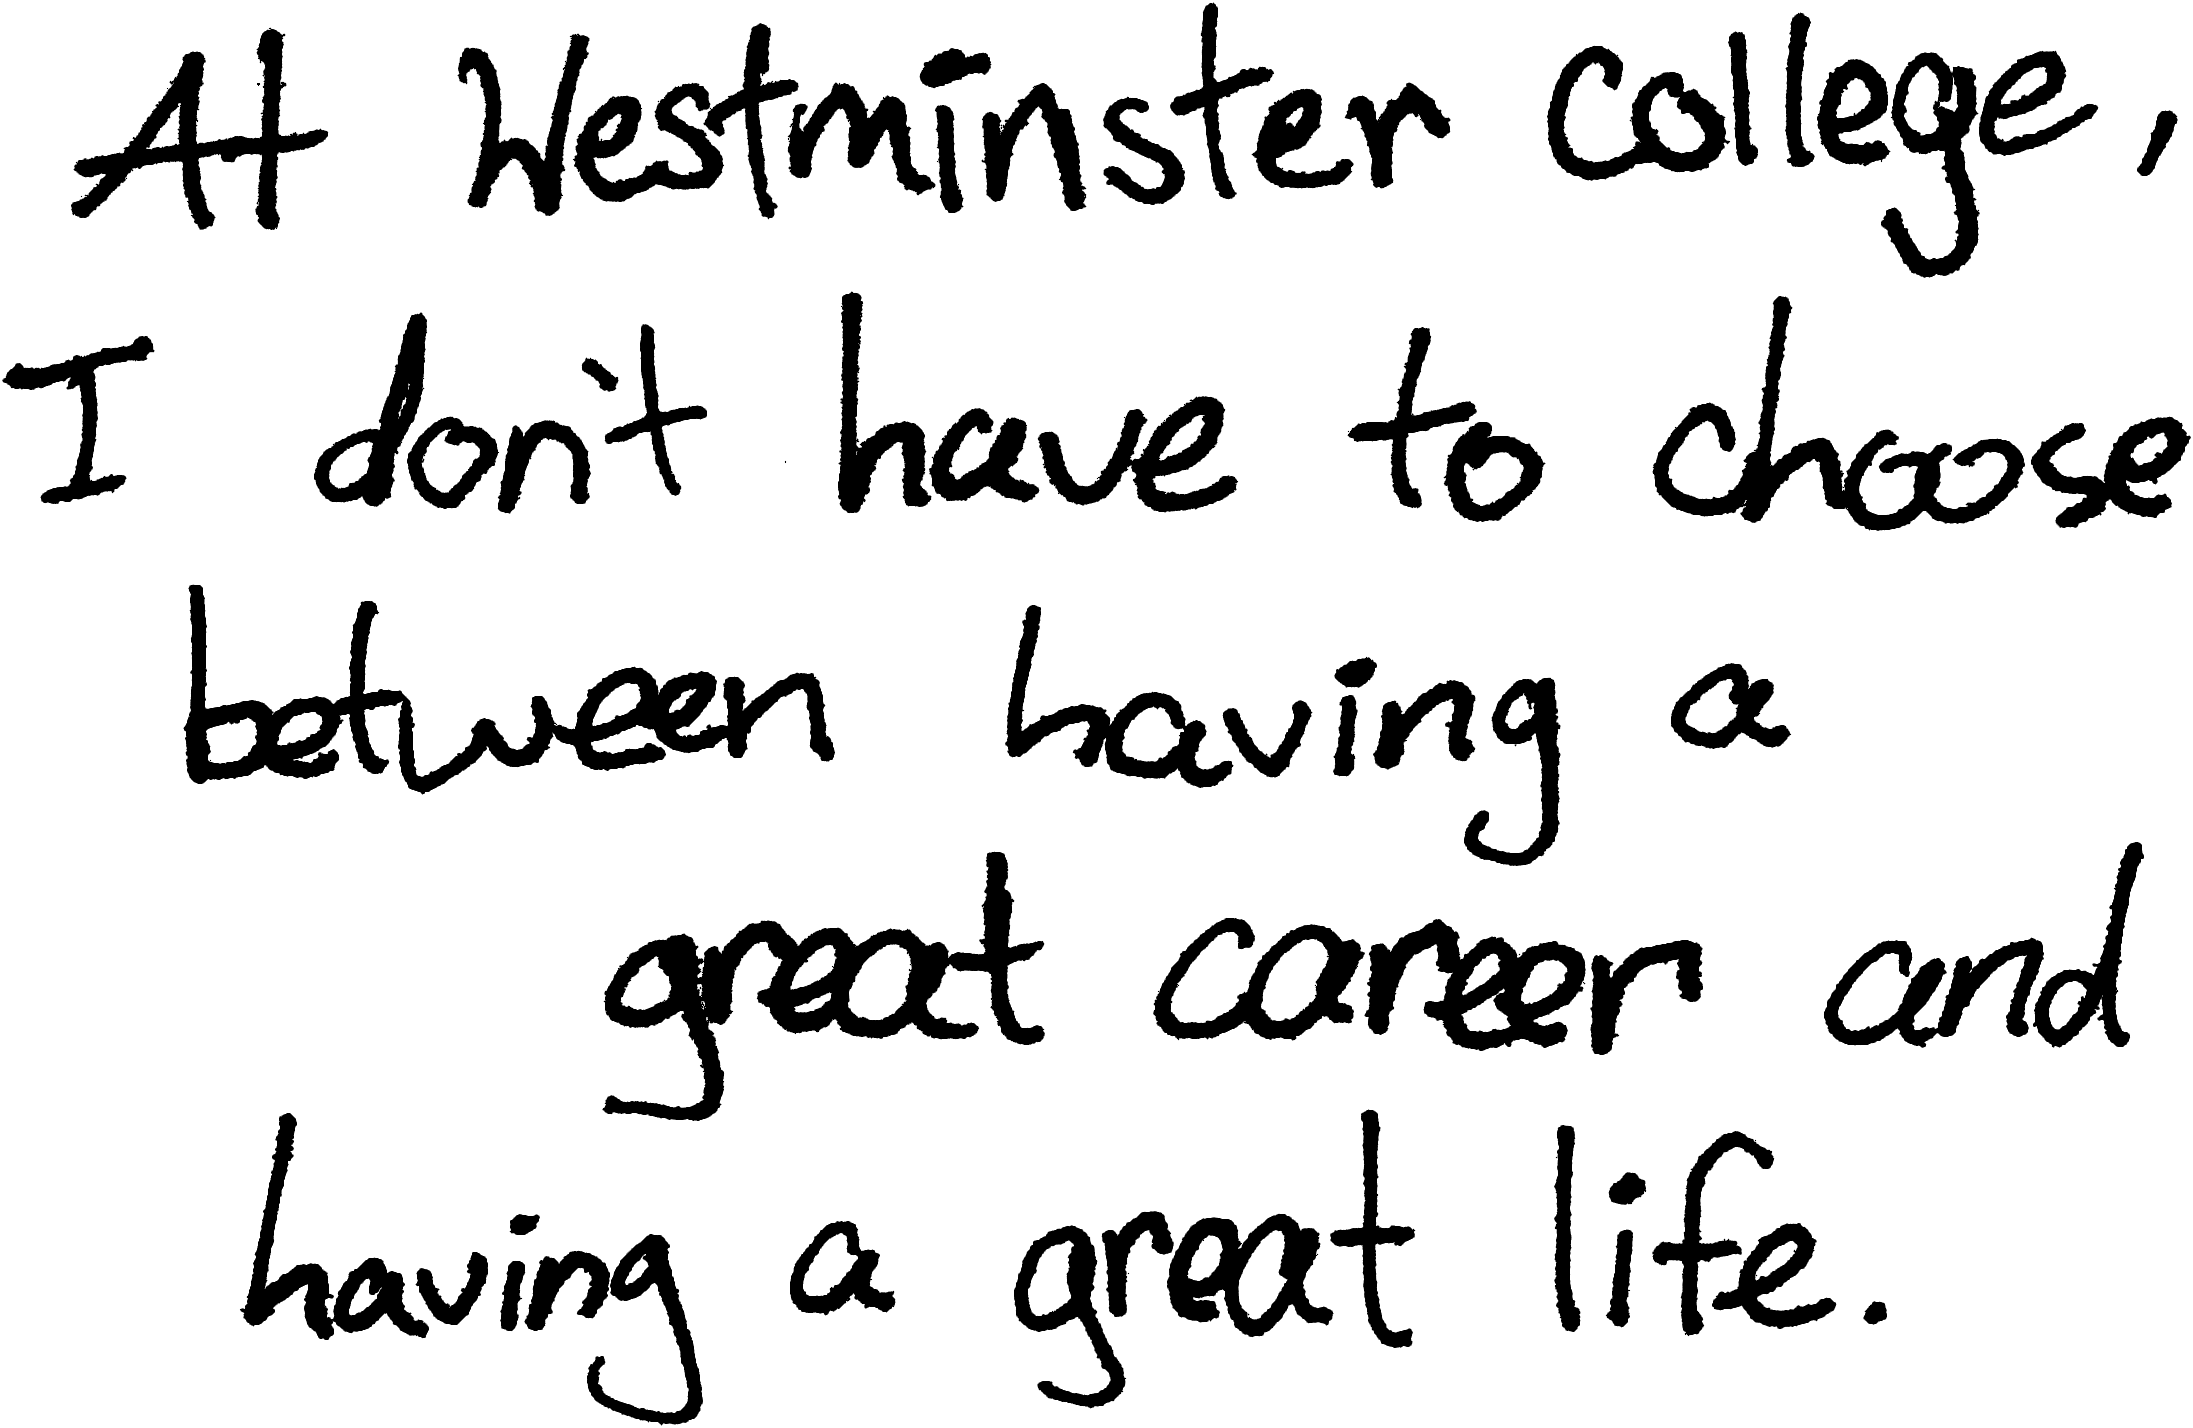 At Westminster College,
I don't have to choose
between having a
great career and
having a great life.